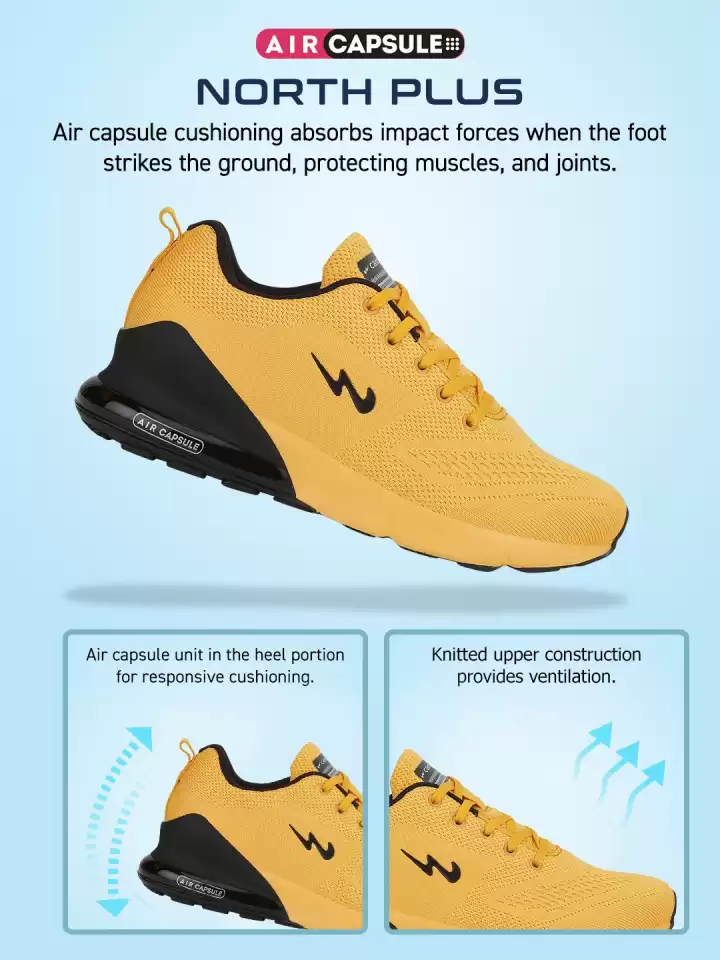 AIR CAPSULE
NORTH PLUS
Air capsule cushioning absorbs impact forces when the foot
strikes the ground, protecting muscles, and joints.
AIR CAPSULE
Air capsule unit in the heel portion
for responsive cushioning.
AIR CAPSULE
Knitted upper construction
provides ventilation.